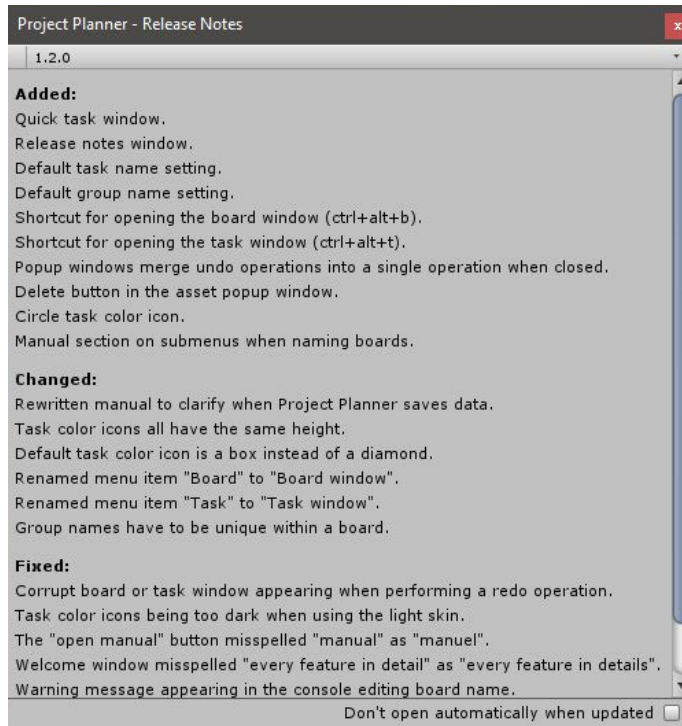 Project Planner - Release Notes
x
1.2.0
Added:
Quick task window.
Release notes window.
Default task name setting.
Default group name setting.
Shortcut for opening the board window (ctrl+alt+b).
Shortcut for opening the task window (ctrl+alt+t).
Popup windows merge undo operations into a single operation when closed.
Delete button in the asset popup window.
Circle task color icon.
Manual section on submenus when naming boards.
Changed:
Rewritten manual to clarify when Project Planner saves data.
Task color icons all have the same height.
Default task color icon is a box instead of a diamond.
Renamed menu item "Board" to "Board window".
Renamed menu item "Task" to "Task window".
Group names have to be unique within a board.
Fixed:
Corrupt board or task window appearing when performing a redo operation.
Task color icons being too dark when using the light skin.
The "open manual" button misspelled "manual" as "manuel".
Welcome window misspelled "every feature in detail" as "every feature in details".
Warning message appearing in the console editing board name.
Don't open automatically when updated